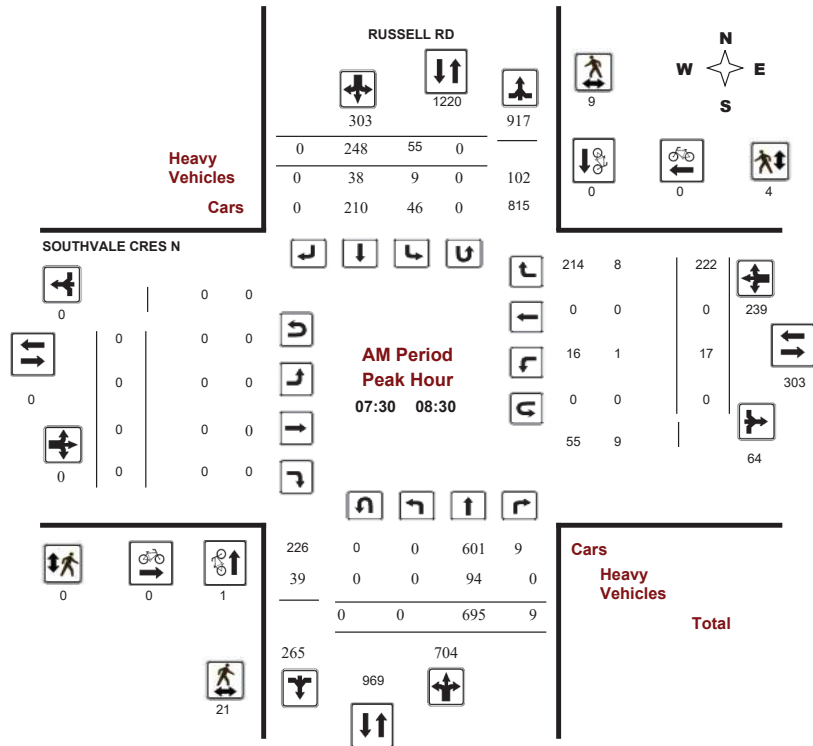 RUSSELL RD
N
W E
S
1220
9
303 917
0 248 55 0
Heavy
Vehicles
0 38 9 0 102
Cars
0 210 46 0 815
0 0 4
SOUTHVALE CRES N
214 8 222
0 0 0
0 0 0 239
0 0 0
AM Period
Peak Hour
16 1 17
0 0 0
303
0
07:30 08:30
0 0 0
0 0 0
55 9
0
64
0 0 0
226 0 0 601 9
Cars
39 0 0 94 0
Heavy
Vehicles
0 0 1
0 0 695 9
Total
265 704
969
21